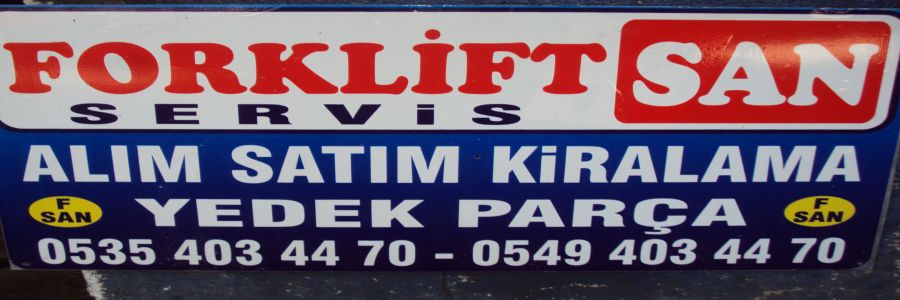 FORKLİFT SAN
SERVİS
ALIM SATIM KİRALAMA
F SAN YEDEK PARÇA F SAN
0535 403 44 70 - 0549 403 44 70